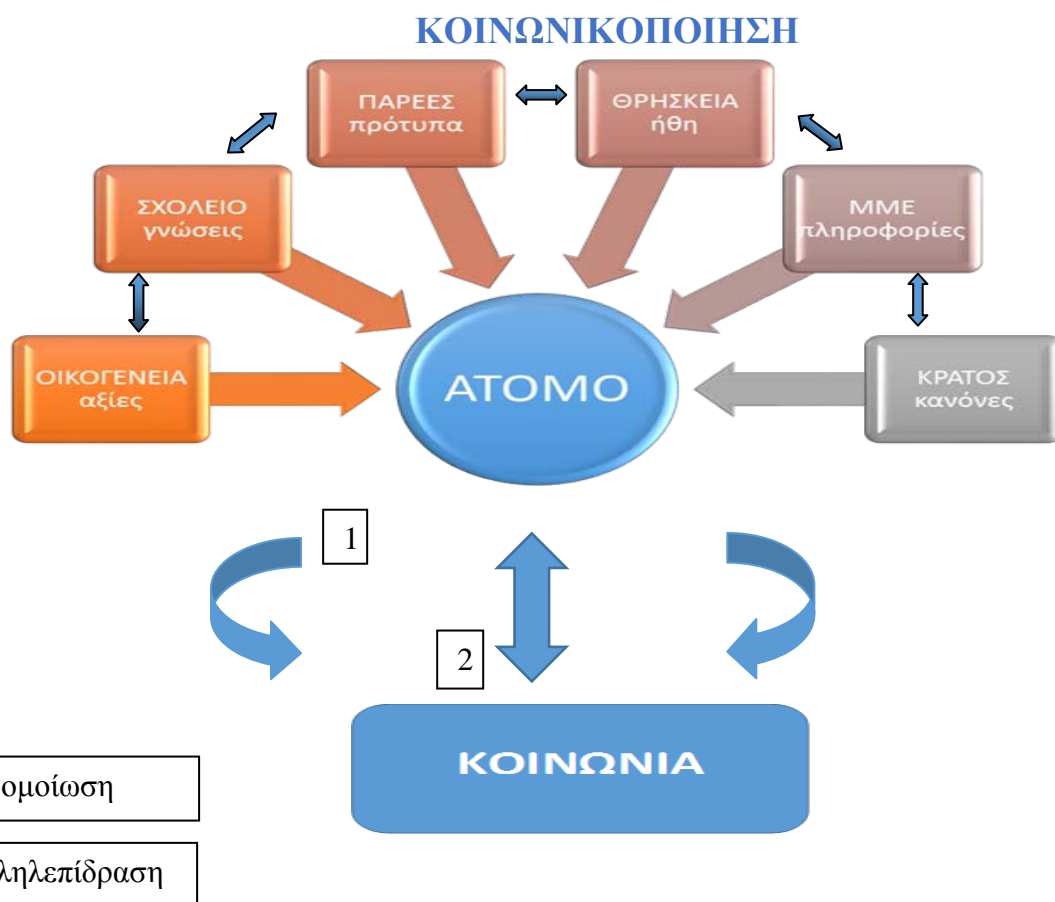 ΚΟΙΝΩΝΙΚΟΠΟΙΗΣΗ
ΠΑΡΕΕΣ
πρότυπα
ΘΡΗΣΚΕΙΑ
ήθη
ΣΧΟΛΕΙΟ
γνώσεις
ΜΜΕ
πληροφορίες
ΟΙΚΟΓΕΝΕΙΑ
αξίες
ΑΤΟΜΟ
ΚΡΑΤΟΣ
κανόνες
1
2
ΚΟΙΝΩΝΙΑ
ομοίωση
ληλεπίδραση